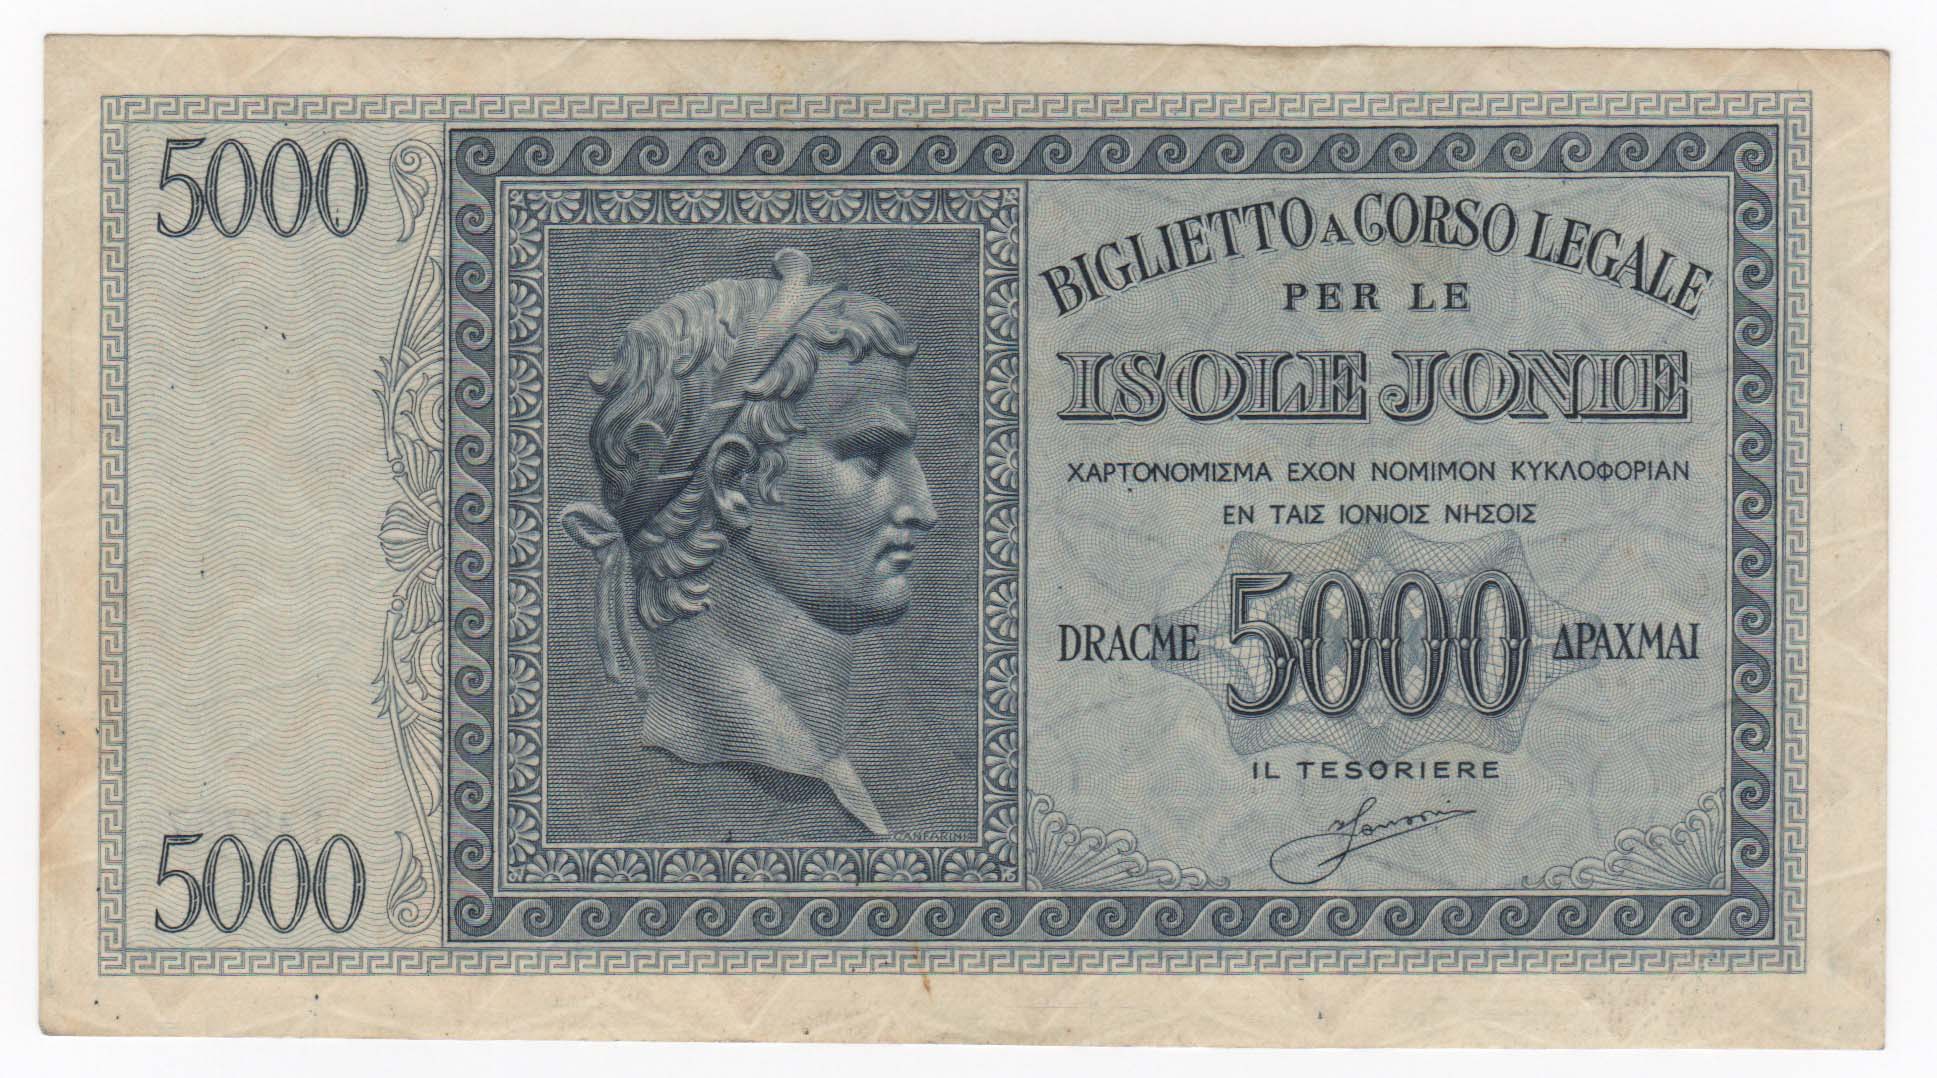 5000
5000
BIGLIETTO A CORSO LEGALE
PER LE
ISOLE JONIE
ΧΑΡΤΟΝΟΜΙΣΜΑ ΕΧΟΝ ΝΟΜΙΜΟΝ ΚΥΚΛΟΦΟΡΙΑΝ
ΕΝ ΤΑΙΣ ΙΟΝΙΟΙΣ ΝΗΣΟΙΣ
DRACME 5000 ΔΡΑΧΜΑΙ
IL TESORIERE
CANFARINI